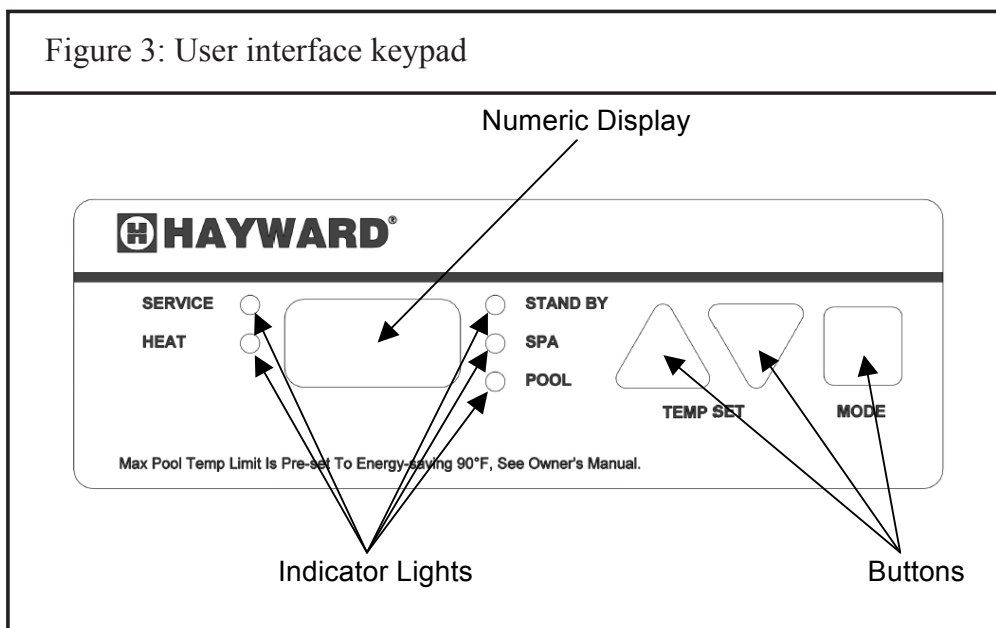 Figure 3: User interface keypad
Numeric Display
HAYWARD®
SERVICE
HEAT
STAND BY
SPA
POOL
TEMP SET
MODE
Max Pool Temp Limit Is Pre-set To Energy-saving 90°F, See Owner's Manual.
Indicator Lights
Buttons